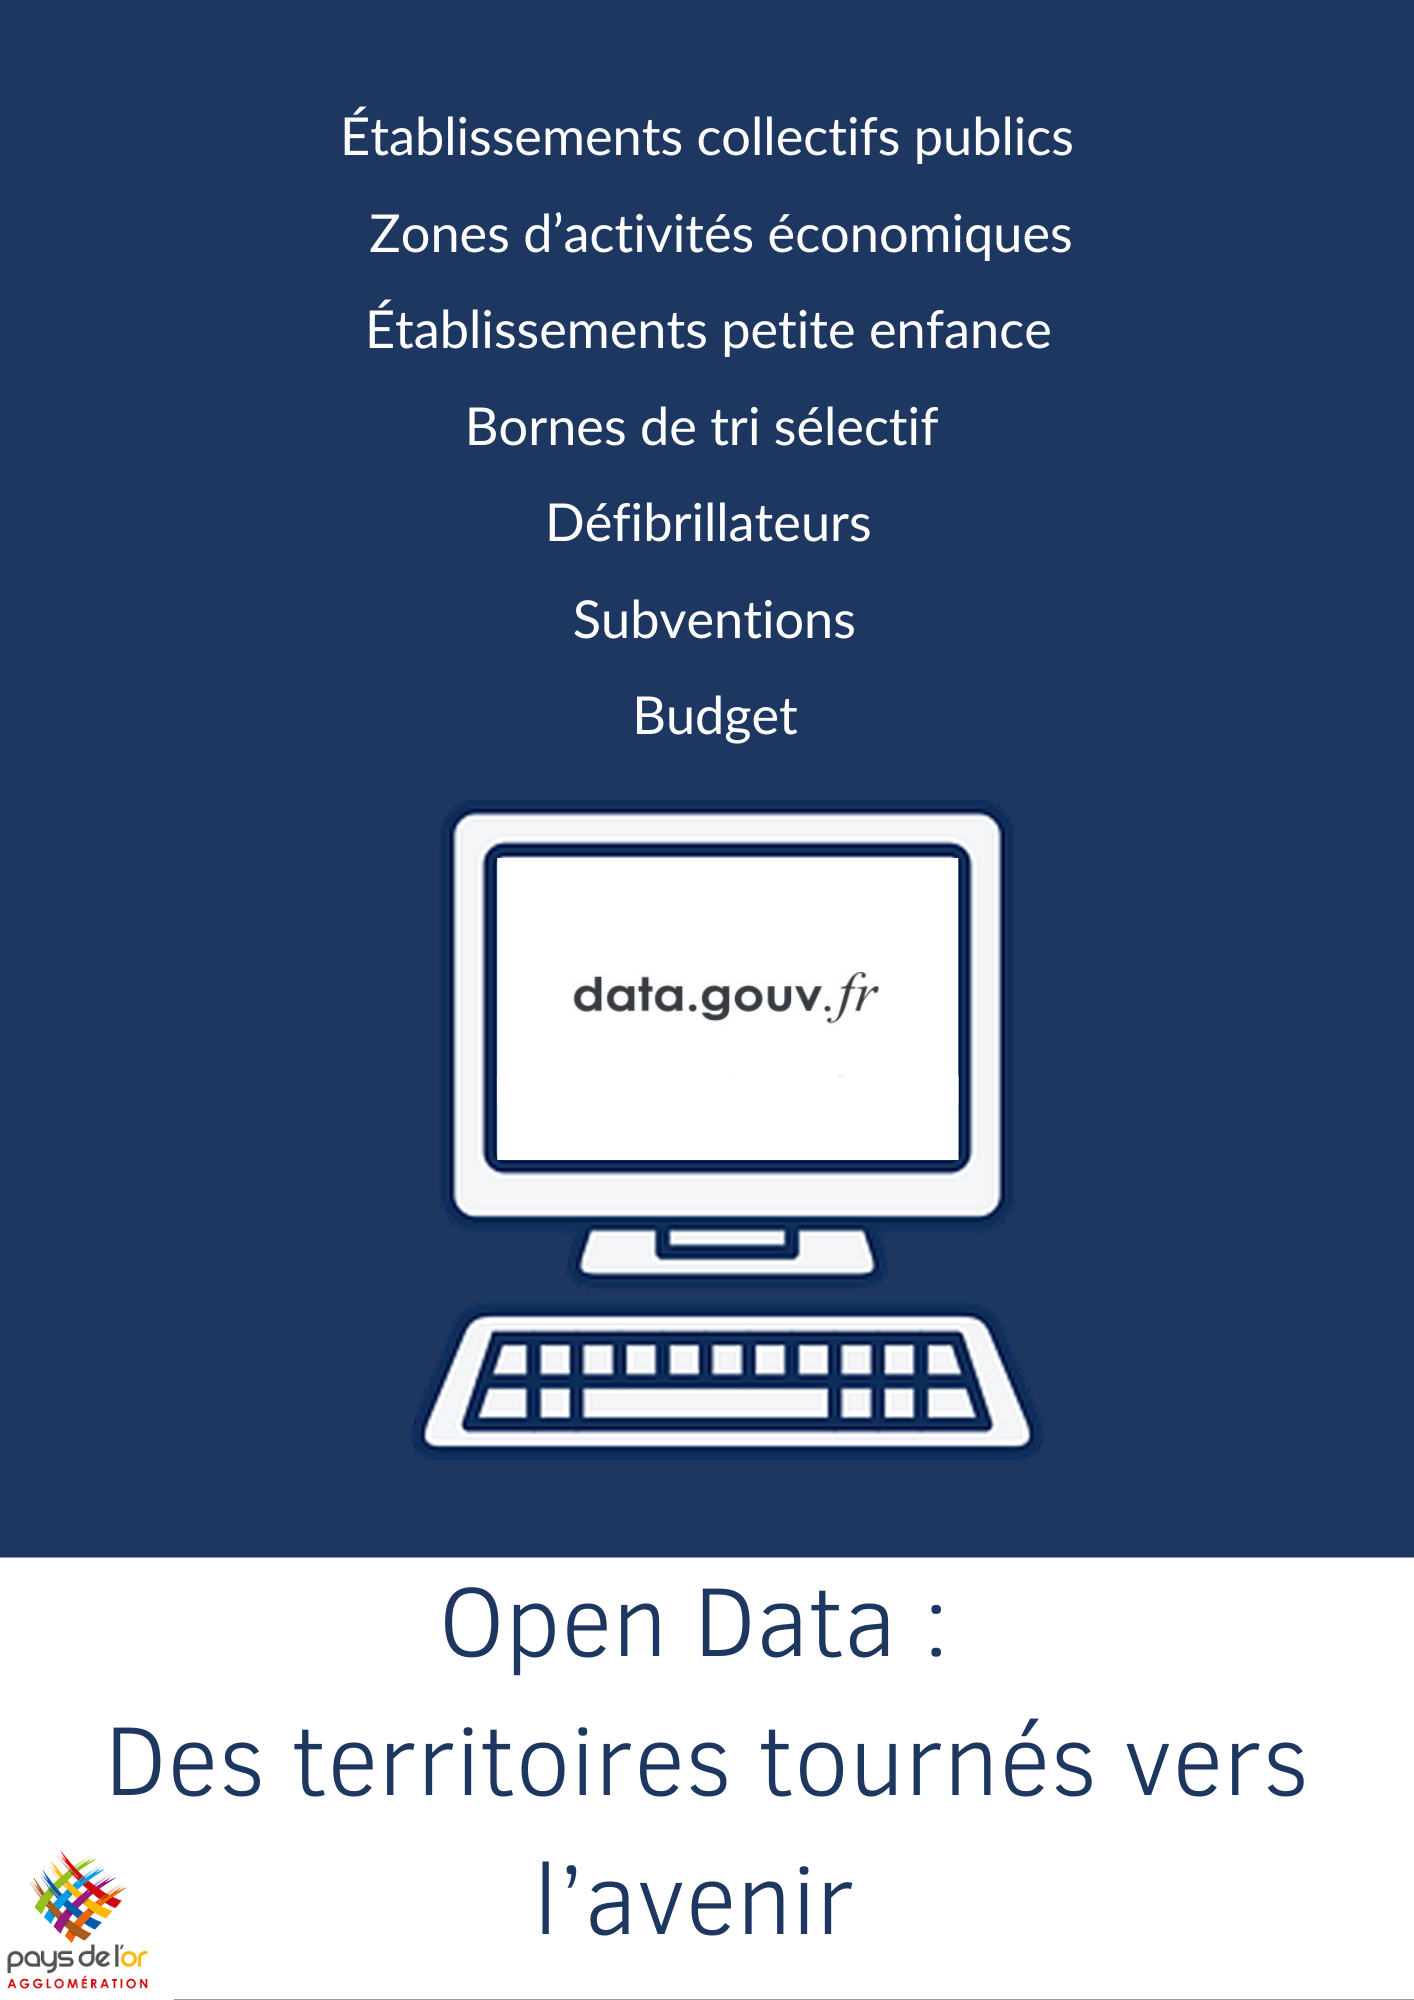 Établissements collectifs publics
Zones d’activités économiques
Établissements petite enfance
Bornes de tri sélectif
Défibrillateurs
Subventions
Budget
data.gouv.fr
Open Data :
Des territoires tournés vers
l’avenir
pays de l’or
AGGLOMÉRATION